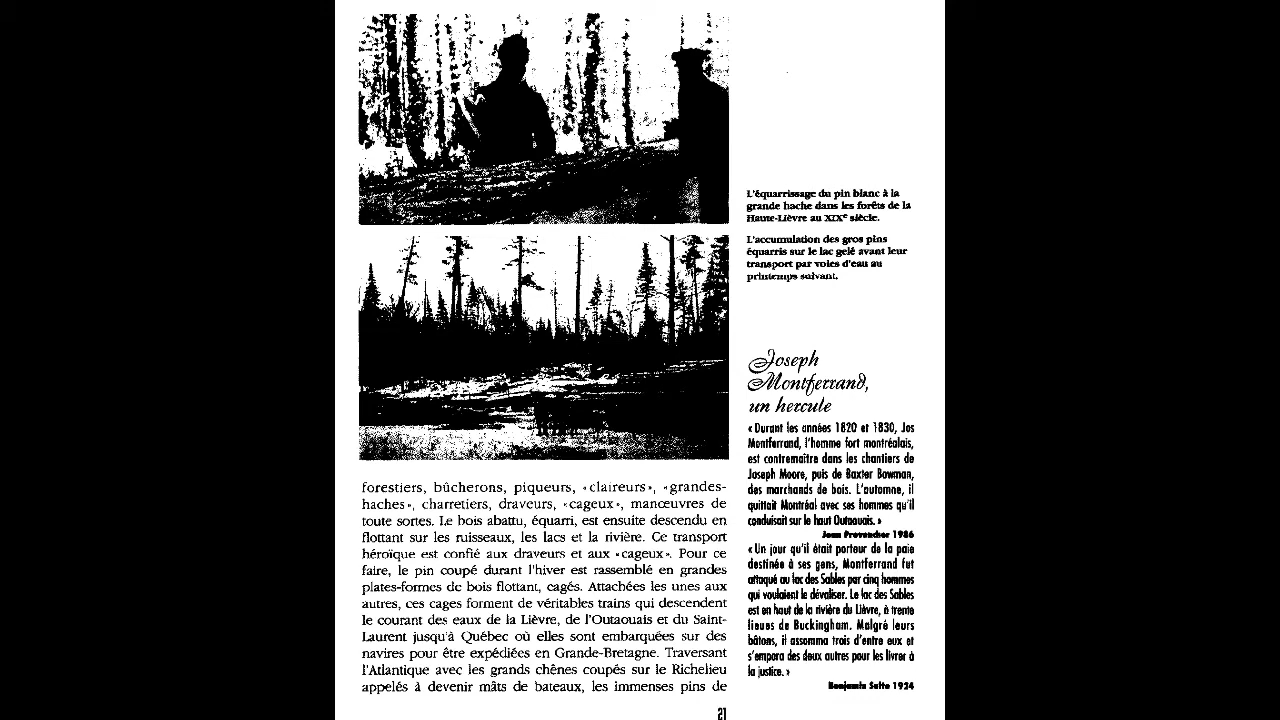 L'équarrissage du pin blanc à la
grande hache dans les forêts de la
Haute-Lièvre au XIXe siècle.
L'accumulation des gros pins
équarris sur le lac gelé avant leur
transport par voies d'eau au
printemps suivant.
forestiers, bûcherons, piqueurs, «claireurs», «grandes-
haches», charretiers, draveurs, «cageux», manœuvres de
toute sortes. Le bois abattu, équarri, est ensuite descendu en
flottant sur les ruisseaux, les lacs et la rivière. Ce transport
héroïque est confié aux draveurs et aux «cageux». Pour ce
faire, le pin coupé durant l'hiver est rassemblé en grandes
plates-formes de bois flottant, cagés. Attachées les unes aux
autres, ces cages forment de véritables trains qui descendent
le courant des eaux de la Lièvre, de l'Outaouais et du Saint-
Laurent jusqu'à Québec où elles sont embarquées sur des
navires pour être expédiées en Grande-Bretagne. Traversant
l'Atlantique avec les grands chênes coupés sur le Richelieu
appelés à devenir mâts de bateaux, les immenses pins de
Joseph
Montferrand,
un hercule
« Durant les années 1820 et 1830, Jos
Montferrand, l'homme fort montréalais,
est contremaître dans les chantiers de
Joseph Moore, puis de Baxter Bowman,
des marchands de bois. L'automne, il
quittait Montréal avec ses hommes qu'il
conduisait sur le haut Outaouais. »
Jean Provencher 1986
« Un jour qu'il était porteur de la paie
destinée à ses gens, Montferrand fut
attaqué au lac des Sables par cinq hommes
qui voulaient le dévaliser. Le lac des Sables
est en haut de la rivière du Lièvre, à trente
lieues de Buckingham. Malgré leurs
bâtons, il assomma trois d'entre eux et
s'empara des deux autres pour les livrer à
la justice. »
Benjamin Sulte 1924
21